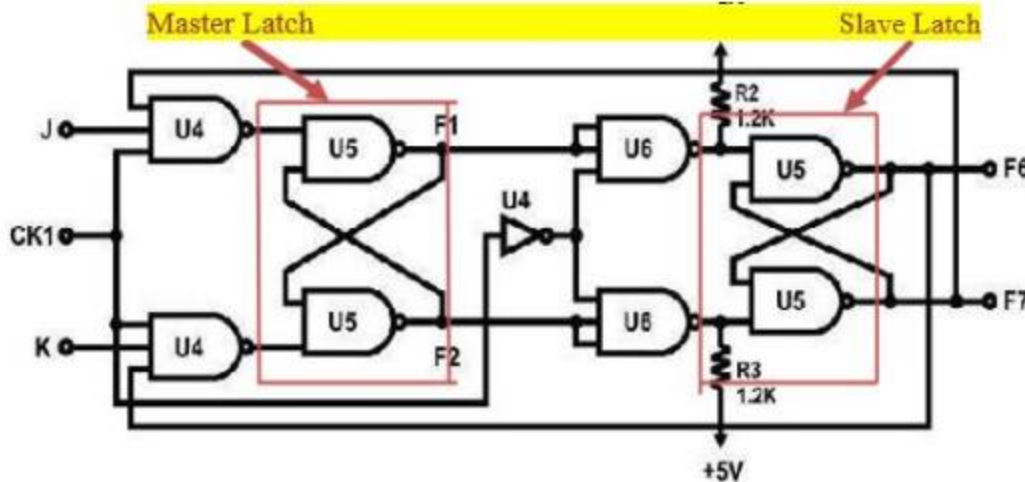 Master Latch
Slave Latch
R2
1.2K
J
U4
U5
F1
U6
U5
F6
CK1
U4
K
U4
U5
F2
U6
U5
F7
R3
1.2K
+5V